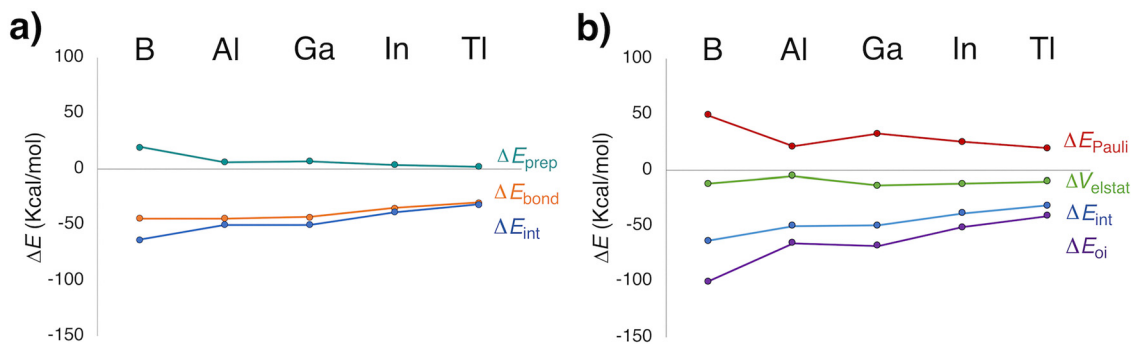 a)
B Al Ga In Tl
100
50
0
-50
-100
-150
ΔE (Kcal/mol)
ΔEprep
ΔEbond
ΔEint
b)
B Al Ga In Tl
100
50
0
-50
-100
-150
ΔE (Kcal/mol)
ΔEPauli
ΔVelstat
ΔEint
ΔEoi